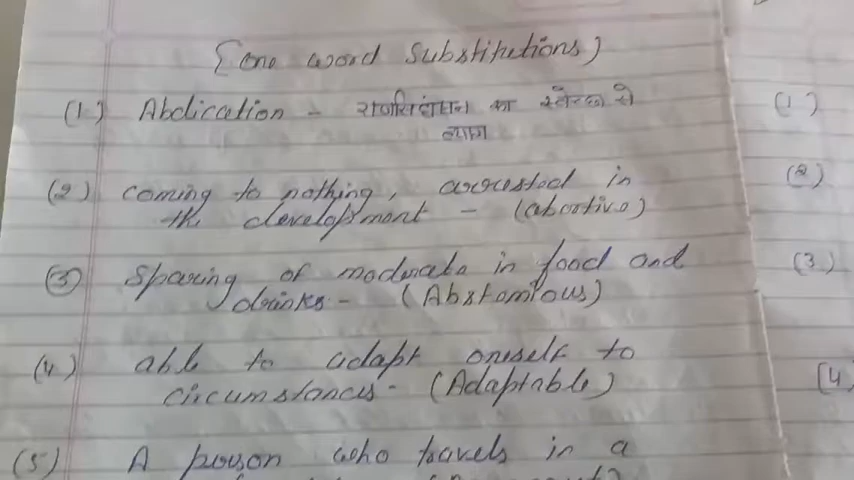 {one word Substitutions}
(1) Abdication - राजसिंहासन का स्वेच्छा से
त्याग
(2) coming to nothing, arrested in
the development - (abortive)
(3) Sparing of moderate in food and
drinks - (Abstamious)
(4) able to adapt oneself to
circumstances - (Adaptable)
(5) A person who travels in a
(1)
(2)
(3)
(4